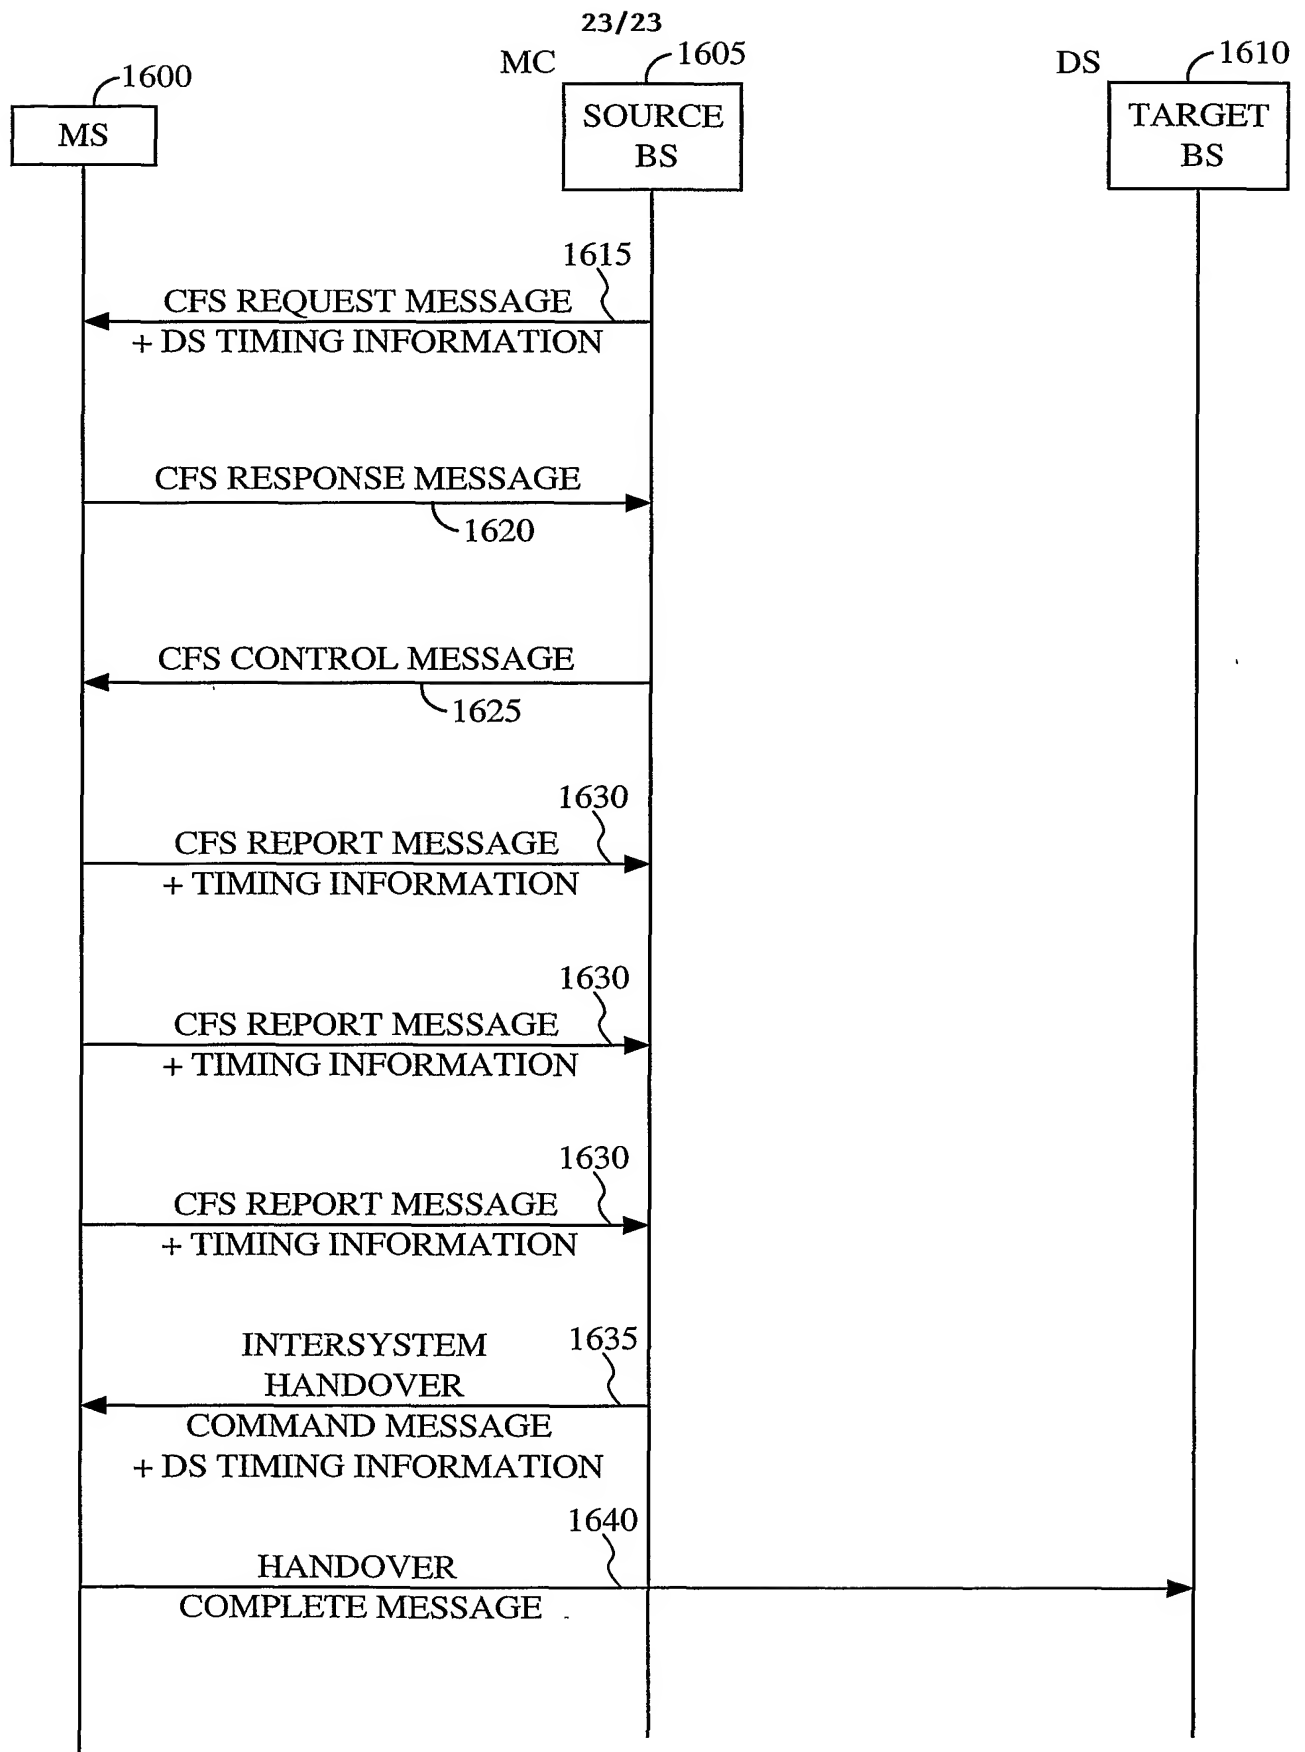 23/23
MC
1605
DS
1610
1600
MS
SOURCE
BS
TARGET
BS
1615
CFS REQUEST MESSAGE
+ DS TIMING INFORMATION
CFS RESPONSE MESSAGE
1620
CFS CONTROL MESSAGE
1625
1630
CFS REPORT MESSAGE
+ TIMING INFORMATION
1630
CFS REPORT MESSAGE
+ TIMING INFORMATION
1630
CFS REPORT MESSAGE
+ TIMING INFORMATION
1635
INTERSYSTEM
HANDOVER
COMMAND MESSAGE
+ DS TIMING INFORMATION
1640
HANDOVER
COMPLETE MESSAGE